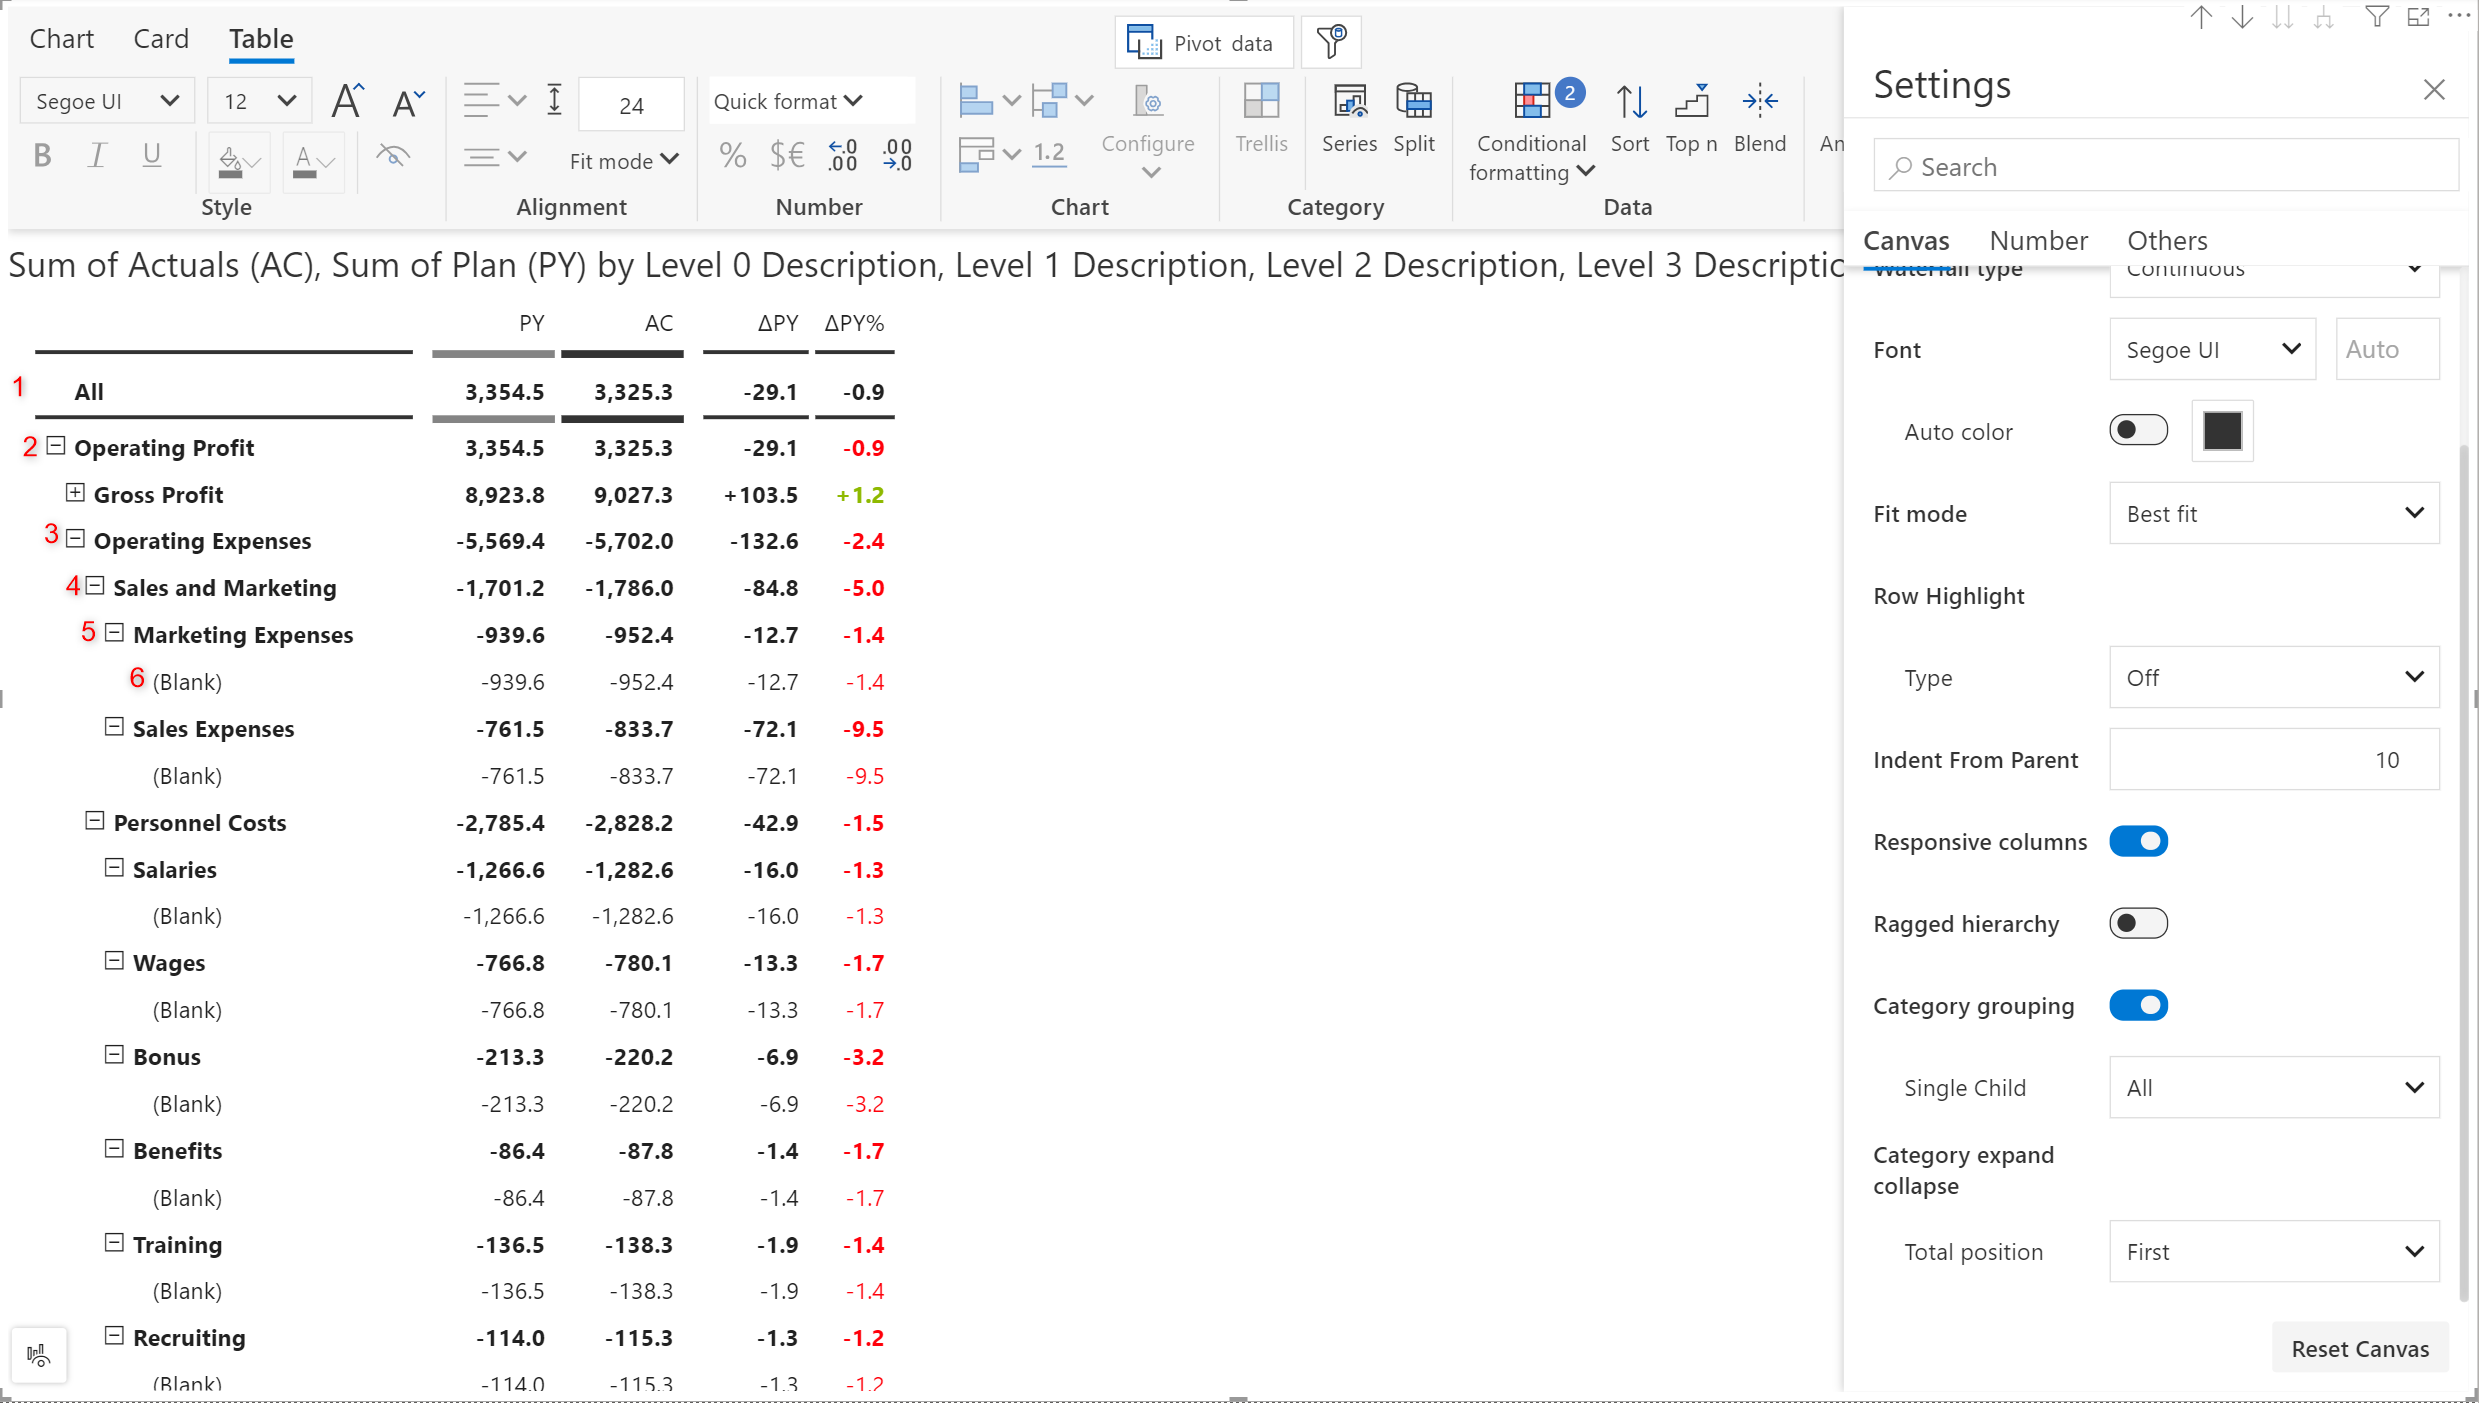 Chart Card Table
Pivot data
Segoe UI 12
24
Quick format
B I U A
Fit mode
% $€ .0 .00 .00 .0
1.2
Configure
Trellis
Series Split
2
Conditional formatting
Sort Top n Blend An
Style Alignment Number Chart Category Data
Sum of Actuals (AC), Sum of Plan (PY) by Level 0 Description, Level 1 Description, Level 2 Description, Level 3 Descriptio
PY AC ΔPY ΔPY%
1 All 3,354.5 3,325.3 -29.1 -0.9
2 Operating Profit 3,354.5 3,325.3 -29.1 -0.9
Gross Profit 8,923.8 9,027.3 +103.5 +1.2
3 Operating Expenses -5,569.4 -5,702.0 -132.6 -2.4
4 Sales and Marketing -1,701.2 -1,786.0 -84.8 -5.0
5 Marketing Expenses -939.6 -952.4 -12.7 -1.4
6 (Blank) -939.6 -952.4 -12.7 -1.4
Sales Expenses -761.5 -833.7 -72.1 -9.5
(Blank) -761.5 -833.7 -72.1 -9.5
Personnel Costs -2,785.4 -2,828.2 -42.9 -1.5
Salaries -1,266.6 -1,282.6 -16.0 -1.3
(Blank) -1,266.6 -1,282.6 -16.0 -1.3
Wages -766.8 -780.1 -13.3 -1.7
(Blank) -766.8 -780.1 -13.3 -1.7
Bonus -213.3 -220.2 -6.9 -3.2
(Blank) -213.3 -220.2 -6.9 -3.2
Benefits -86.4 -87.8 -1.4 -1.7
(Blank) -86.4 -87.8 -1.4 -1.7
Training -136.5 -138.3 -1.9 -1.4
(Blank) -136.5 -138.3 -1.9 -1.4
Recruiting -114.0 -115.3 -1.3 -1.2
(Blank) -114.0 -115.3 -1.3 -1.2
Settings
Search
Canvas Number Others
Waterfall type Continuous
Font Segoe UI Auto
Auto color
Fit mode Best fit
Row Highlight
Type Off
Indent From Parent 10
Responsive columns
Ragged hierarchy
Category grouping
Single Child All
Category expand
collapse
Total position First
Reset Canvas